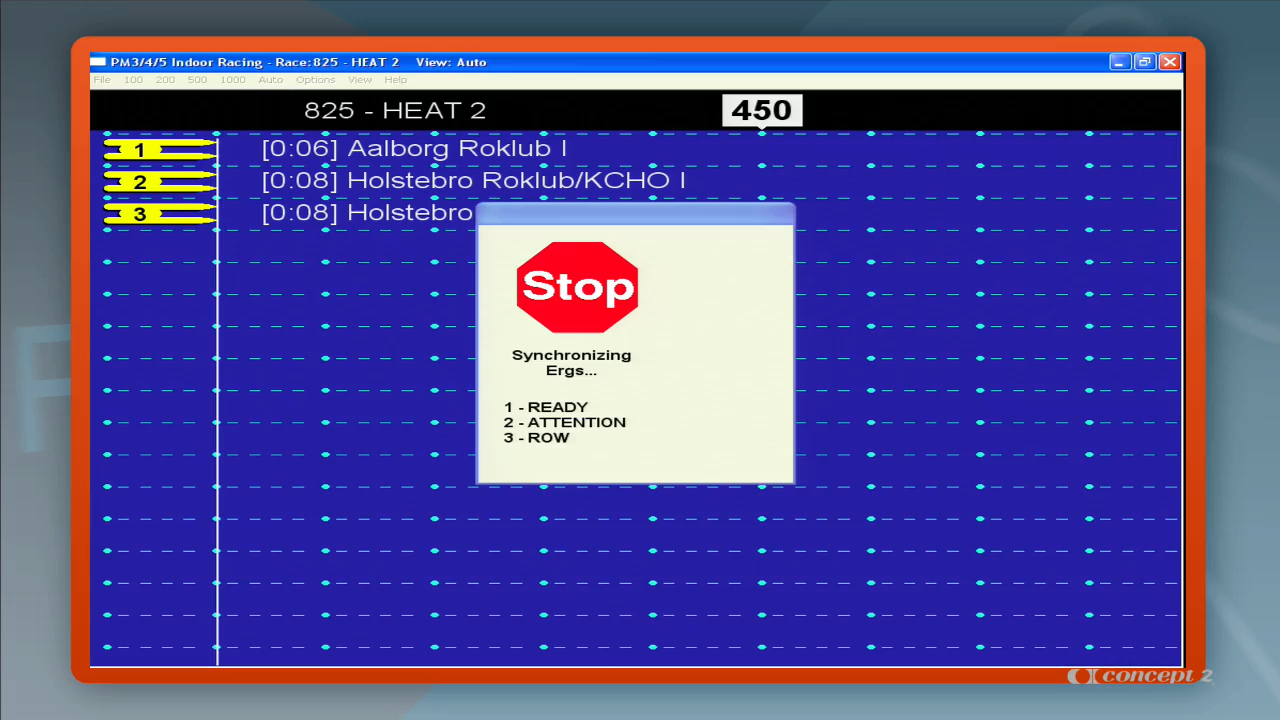 PM3/4/5 Indoor Racing - Race:825 - HEAT 2 View: Auto
File 100 200 500 1000 Auto Options View Help
825 - HEAT 2 450
1 [0:06] Aalborg Roklub I
2 [0:08] Holstebro Roklub/KCHO I
3 [0:08] Holstebro
Stop
Synchronizing
Ergs...
1 - READY
2 - ATTENTION
3 - ROW
concept 2